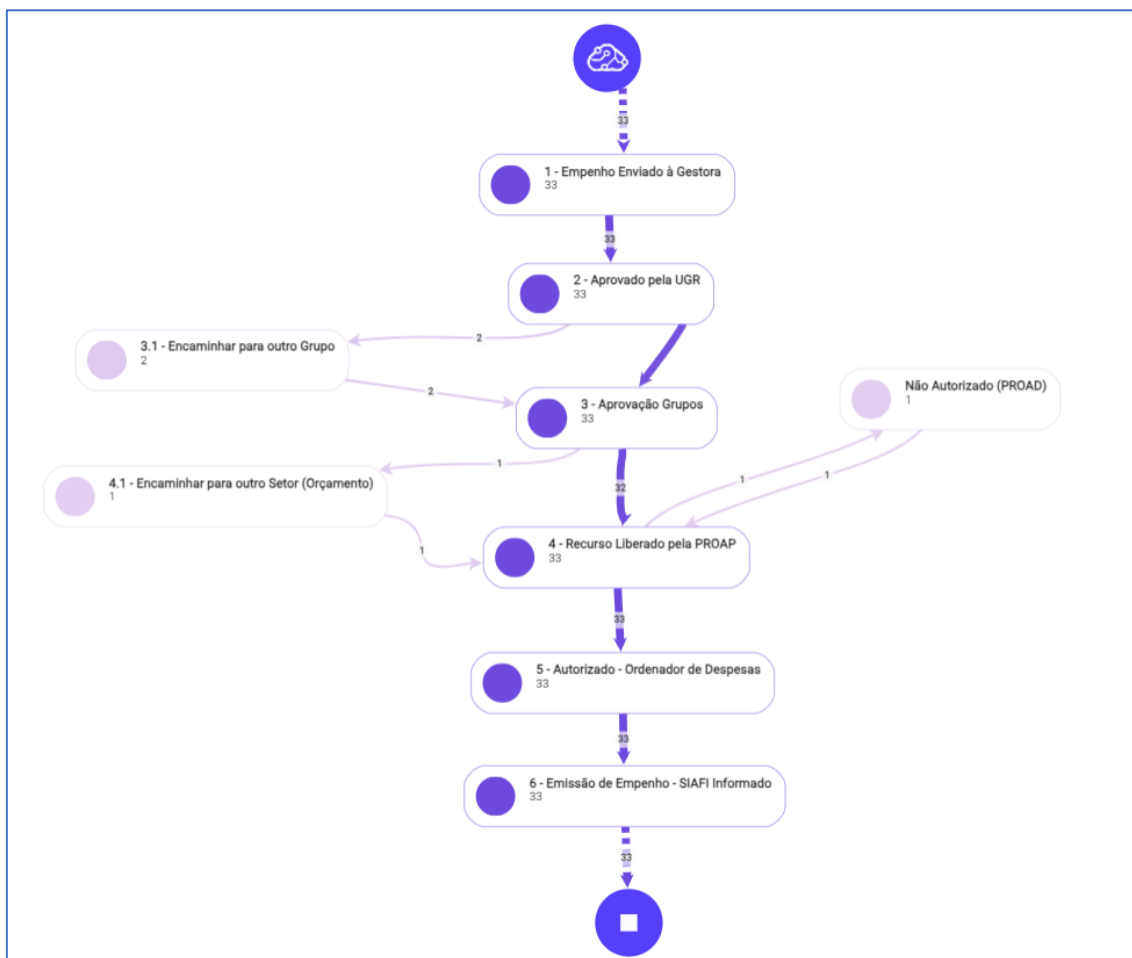 33
1 - Empenho Enviado à Gestora
33
33
2 - Aprovado pela UGR
33
2
3.1 - Encaminhar para outro Grupo
2
2
Não Autorizado (PROAD)
1
3 - Aprovação Grupos
33
1
4.1 - Encaminhar para outro Setor (Orçamento)
1
32
1
1
1
4 - Recurso Liberado pela PROAP
33
33
5 - Autorizado - Ordenador de Despesas
33
33
6 - Emissão de Empenho - SIAFI Informado
33
33